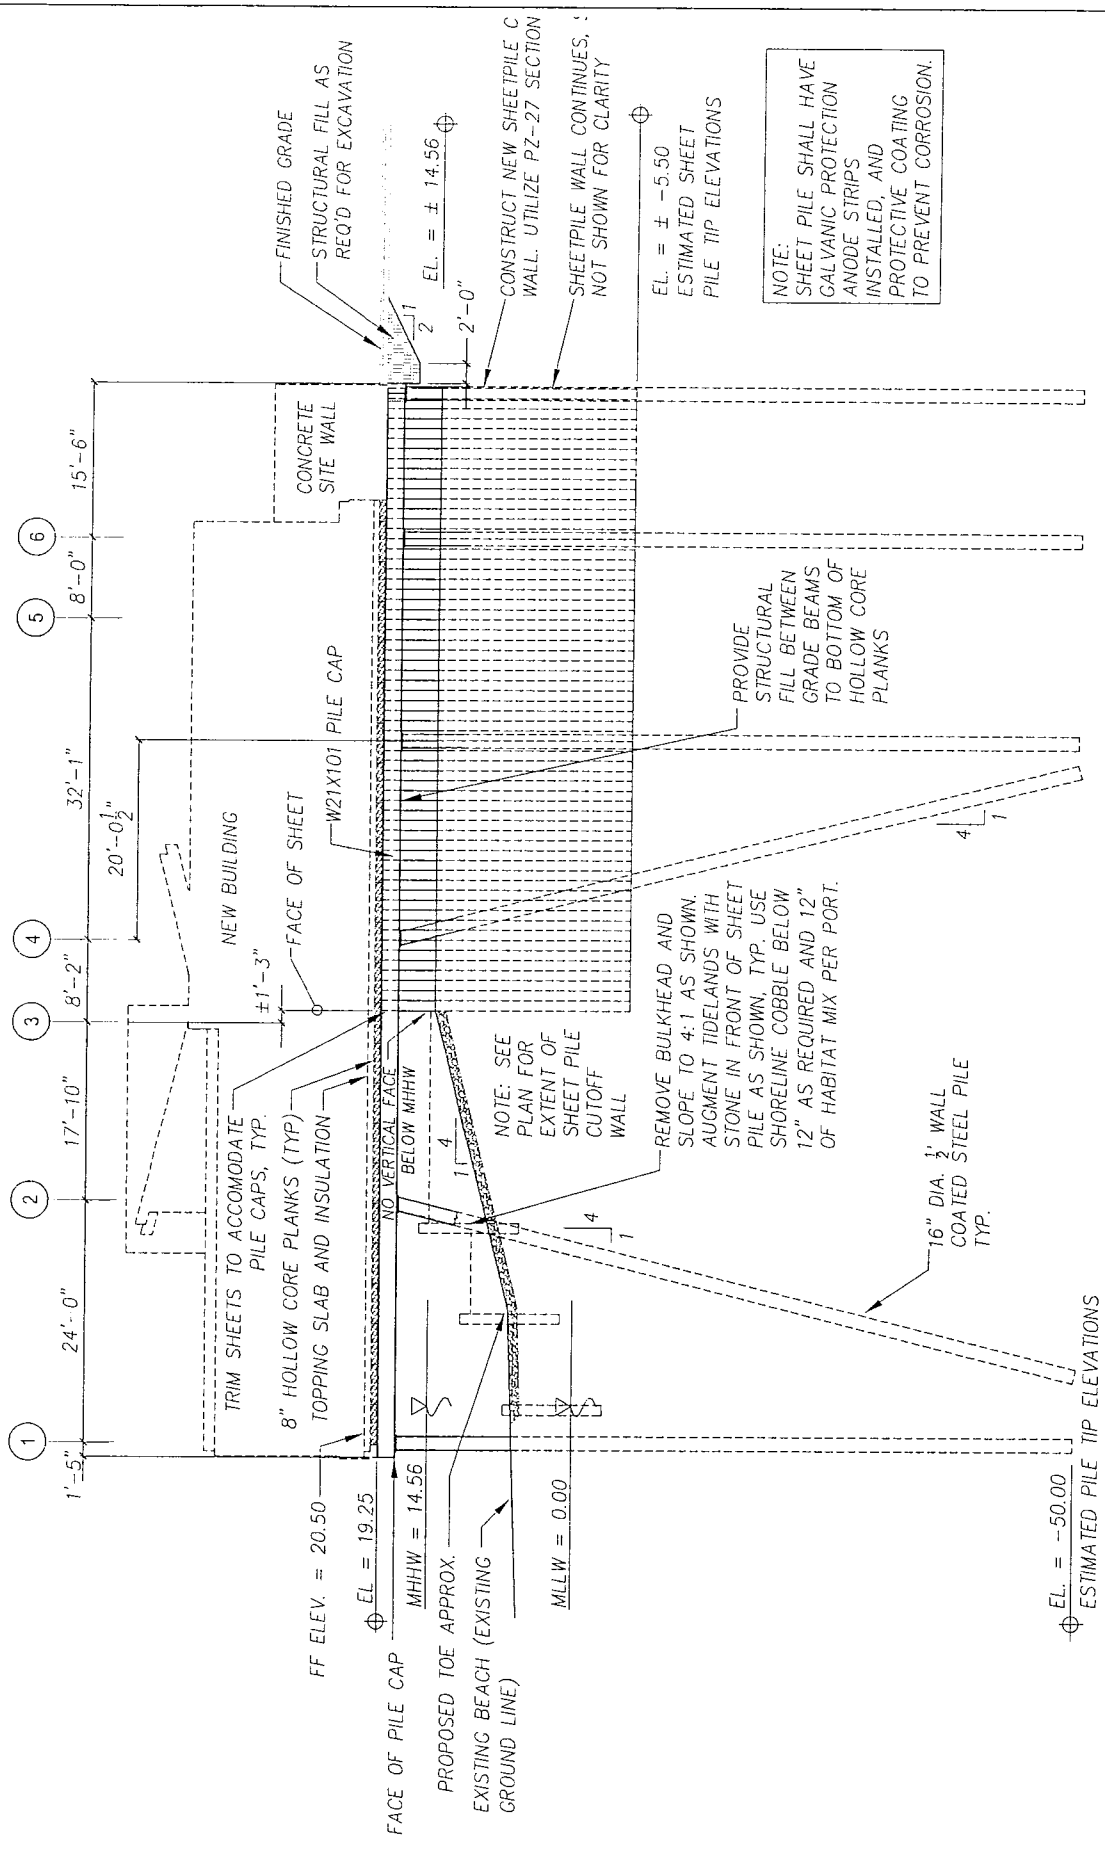 1
2
3
4
5
6
1'-5"
24'-0"
17'-10"
8'-2"
32'-1"
8'-0"
15'-6"
20'-0 1/2"
±1'-3"
NEW BUILDING
FACE OF SHEET
W21X101 PILE CAP
CONCRETE
SITE WALL
FINISHED GRADE
STRUCTURAL FILL AS
REQ'D FOR EXCAVATION
1
2
EL. = ± 14.56
2'-0"
CONSTRUCT NEW SHEETPILE C
WALL. UTILIZE PZ-27 SECTION
SHEETPILE WALL CONTINUES,
NOT SHOWN FOR CLARITY
EL. = ± -5.50
ESTIMATED SHEET
PILE TIP ELEVATIONS
NOTE:
SHEET PILE SHALL HAVE
GALVANIC PROTECTION
ANODE STRIPS
INSTALLED, AND
PROTECTIVE COATING
TO PREVENT CORROSION.
TRIM SHEETS TO ACCOMODATE
PILE CAPS, TYP.
8" HOLLOW CORE PLANKS (TYP)
TOPPING SLAB AND INSULATION
NO VERTICAL FACE
BELOW MHHW
FF ELEV. = 20.50
EL = 19.25
MHHW = 14.56
FACE OF PILE CAP
PROPOSED TOE APPROX.
EXISTING BEACH (EXISTING
GROUND LINE)
MLLW = 0.00
4
1
NOTE: SEE
PLAN FOR
EXTENT OF
SHEET PILE
CUTOFF
WALL
REMOVE BULKHEAD AND
SLOPE TO 4:1 AS SHOWN.
AUGMENT TIDELANDS WITH
STONE IN FRONT OF SHEET
PILE AS SHOWN, TYP. USE
SHORELINE COBBLE BELOW
12" AS REQUIRED AND 12"
OF HABITAT MIX PER PORT.
4
1
4
1
PROVIDE
STRUCTURAL
FILL BETWEEN
GRADE BEAMS
TO BOTTOM OF
HOLLOW CORE
PLANKS
16" DIA. 1/2' WALL
COATED STEEL PILE
TYP.
EL. = -50.00
ESTIMATED PILE TIP ELEVATIONS